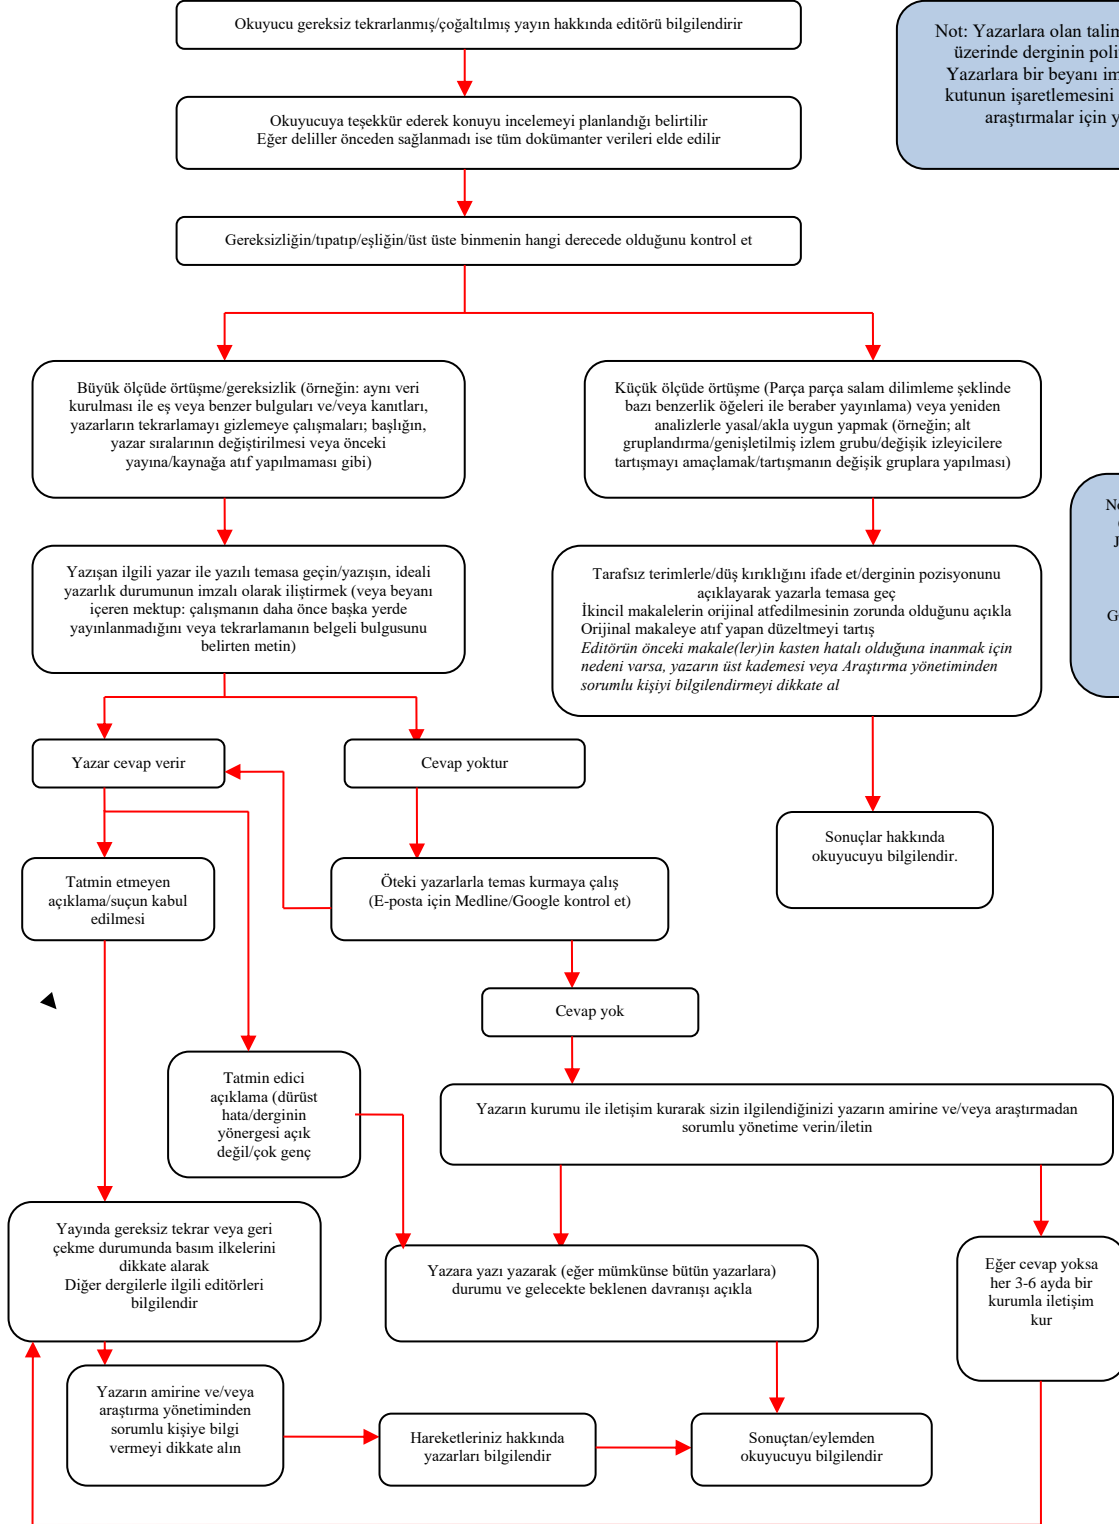 Okuyucu gereksiz tekrarlanmış/çoğaltılmış yayın hakkında editörü bilgilendirir
Not: Yazarlara olan
üzerinde derginin
Yazarlara bir beyanı
kutunun işaretlemesini
araştırmalar için
Okuyucuya teşekkür ederek konuyu incelemeyi planlandığı belirtilir
Eğer deliller önceden sağlanmadı ise tüm dokümanter verileri elde edilir
Gereksizliğin/tıpatıp/eşliğin/üst üste binmenin hangi derecede olduğunu kontrol et
Büyük ölçüde örtüşme/gereksizlik (örneğin: aynı veri
kurulması ile eş veya benzer bulguları ve/veya kanıtları,
yazarların tekrarlamayı gizlemeye çalışmaları; başlığın,
yazar sıralarının değiştirilmesi veya önceki
yayına/kaynağa atıf yapılmaması gibi)
Küçük ölçüde örtüşme (Parça parça salam dilimleme şeklinde
bazı benzerlik öğeleri ile beraber yayınlama) veya yeniden
analizlerle yasal/akla uygun yapmak (örneğin; alt
gruplandırma/genişletilmiş izlem grubu/değişik izleyicilere
tartışmayı amaçlamak/tartışmanın değişik gruplara yapılması)
Yazışan ilgili yazar ile yazılı temasa geçin/yazışın, ideali
yazarlık durumunun imzalı olarak iliştirmek (veya beyanı
içeren mektup: çalışmanın daha önce başka yerde
yayınlanmadığını veya tekrarlamanın belgeli bulgusunu
belirten metin)
Tarafsız terimlerle/düş kırıklığını ifade et/derginin pozisyonunu
açıklayarak yazarla temasa geç
İkincil makalelerin orijinal atfedilmesinin zorunda olduğunu açıkla
Orijinal makaleye atıf yapan düzeltmeyi tartış
Editörün önceki makale(ler)in kasten hatalı olduğuna inanmak için
nedeni varsa, yazarın üst kademesi veya Araştırma yönetiminden
sorumlu kişiyi bilgilendirmeyi dikkate al
Yazar cevap verir
Cevap yoktur
Sonuçlar hakkında
okuyucuyu bilgilendir.
Tatmin etmeyen
açıklama/suçun kabul
edilmesi
Öteki yazarlarla temas kurmaya çalış
(E-posta için Medline/Google kontrol et)
Cevap yok
Tatmin edici
açıklama (dürüst
hata/derginin
yönergesi açık
değil/çok genç
Yazarın kurumu ile iletişim kurarak sizin ilgilendiğinizi yazarın amirine ve/veya araştırmadan
sorumlu yönetime verin/iletin
Yayında gereksiz tekrar veya geri
çekme durumunda basım ilkelerini
dikkate alarak
Diğer dergilerle ilgili editörleri
bilgilendir
Yazara yazı yazarak (eğer mümkünse bütün yazarlara)
durumu ve gelecekte beklenen davranışı açıkla
Eğer cevap yoksa
her 3-6 ayda bir
kurumla iletişim
kur
Yazarın amirine ve/veya
araştırma yönetiminden
sorumlu kişiye bilgi
vermeyi dikkate alın
Hareketleriniz hakkında
yazarları bilgilendir
Sonuçtan/eylemden
okuyucuyu bilgilendir